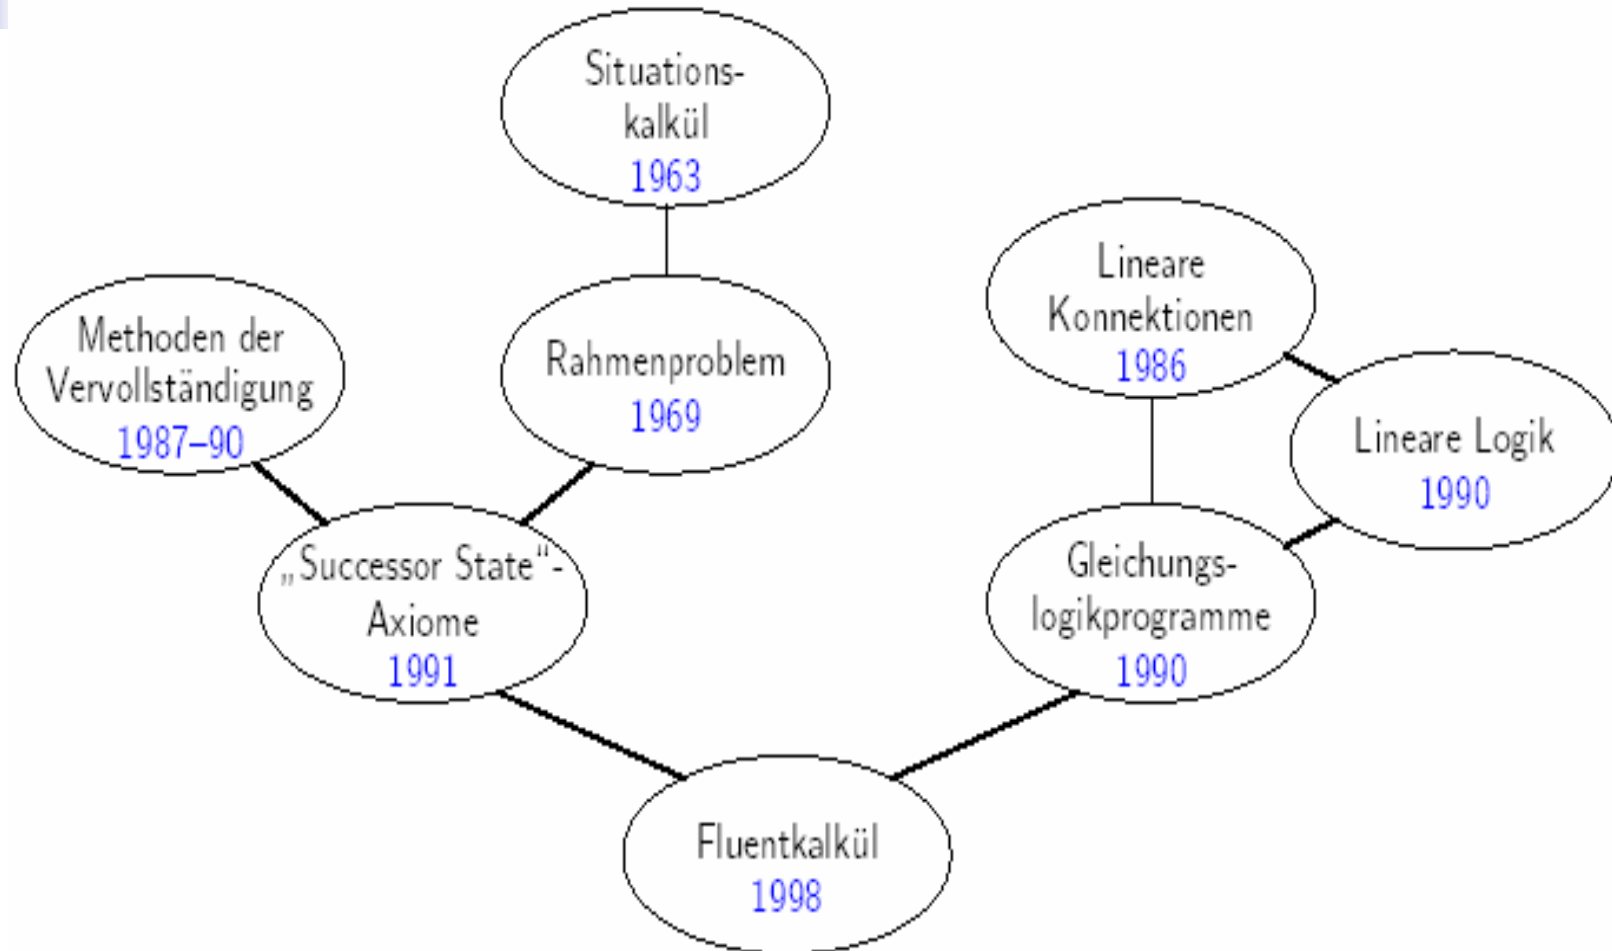 Situations-
kalkül
1963
Lineare
Konnektionen
1986
Methoden der
Vervollständigung
1987–90
Rahmenproblem
1969
Lineare Logik
1990
„Successor State“-
Axiome
1991
Gleichungs-
logikprogramme
1990
Fluentkalkül
1998